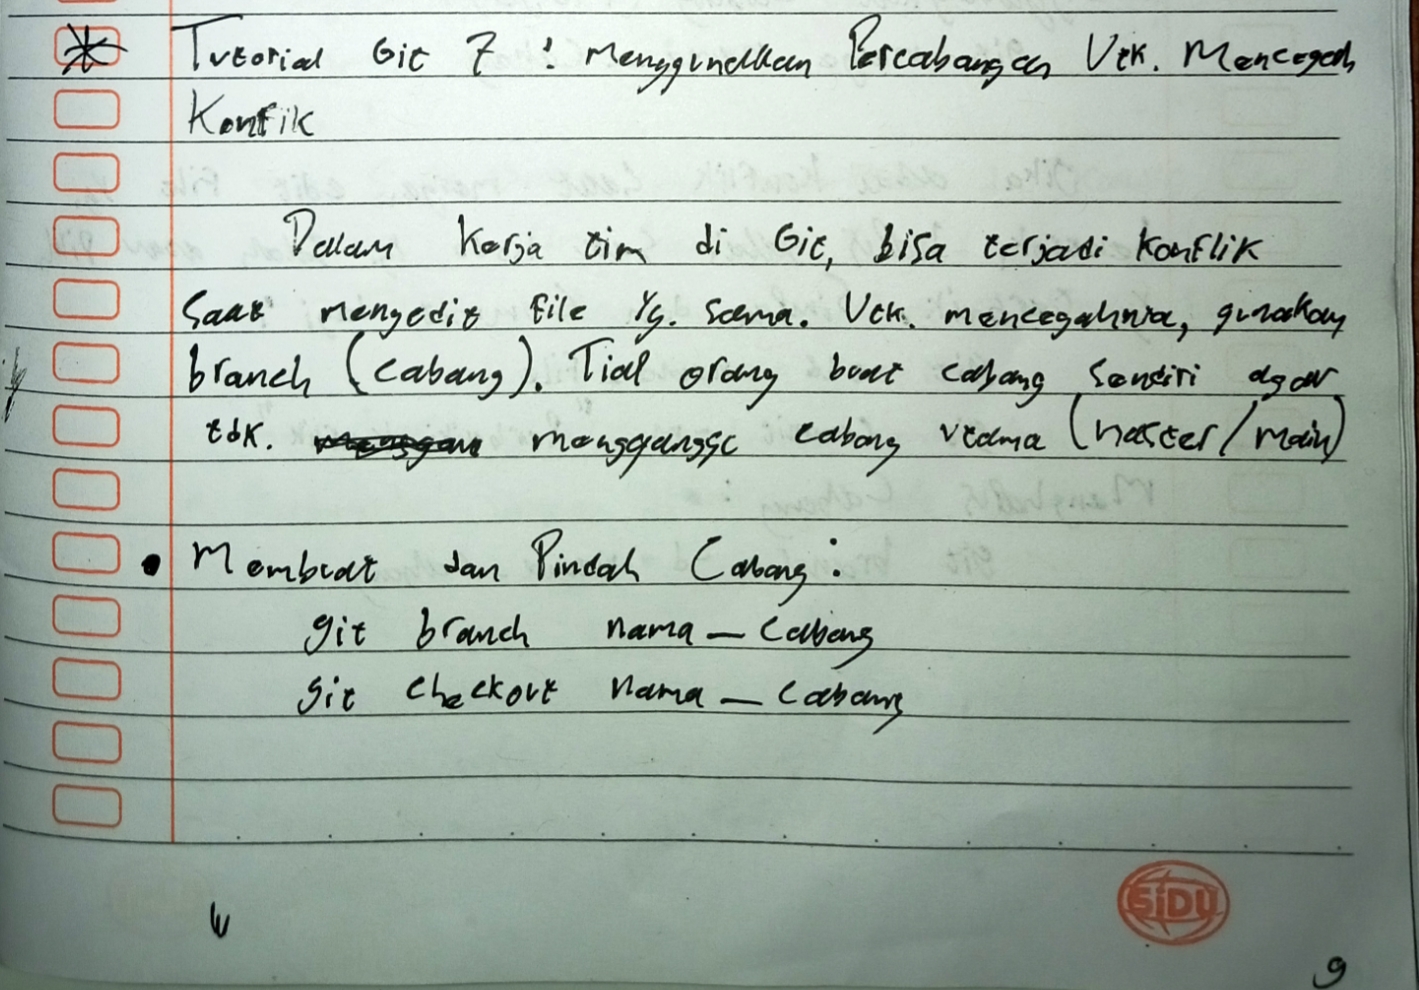 * Tutorial Git 7 : Menggunakan Percabangan Utk. Mencegah
Konfik
Dalam Kerja tim di Git, bisa terjadi Konflik
Saat mengedit file yg. sama. Utk. mencegahnya, gunakan
branch (cabang). Tial orang buat cabang Sendiri agar
tdk. mengganggu cabang utama (master/main)
• Membuat dan Pindah Cabang :
git branch nama_cabang
git checkout nama_cabang
SiDU
9